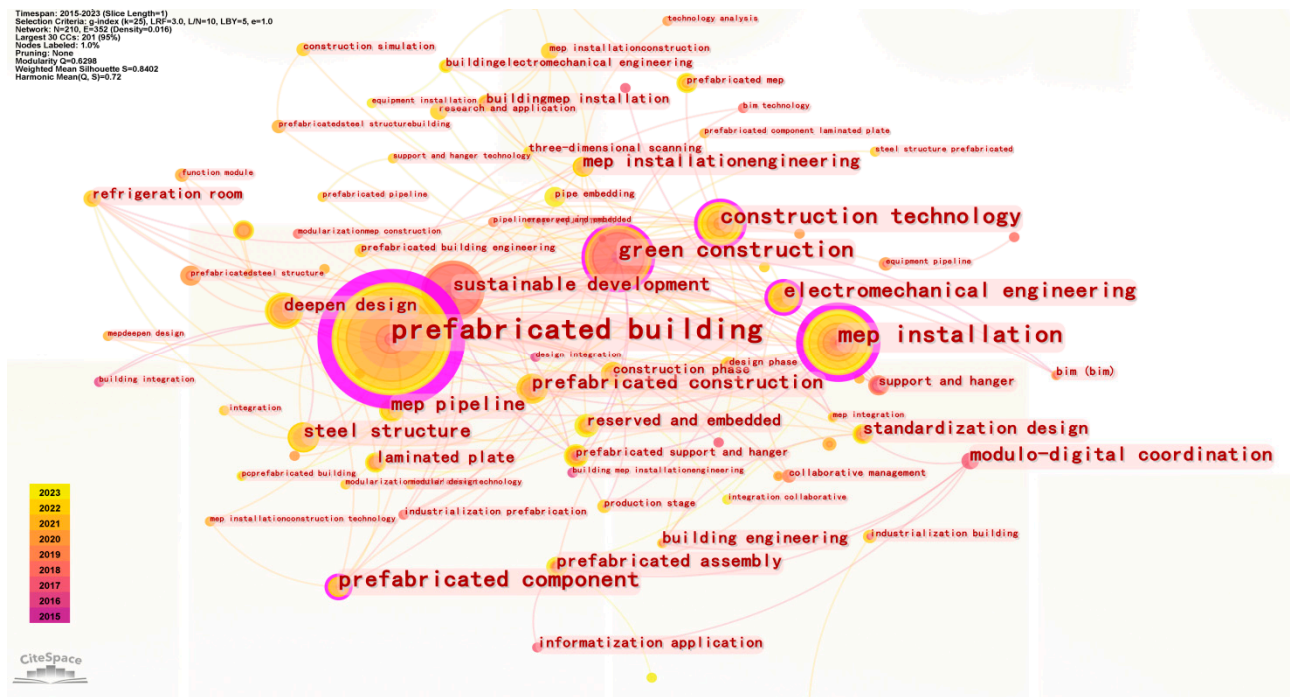 Timespan: 2015-2023 (Slice Length=1)
Selection Criteria: g-index (k=25), LRF=3.0, L/N=10, LBY=5, e=1.0
Network: N=210, E=352 (Density=0.016)
Largest 30 CCs: 201 (95%)
Nodes Labeled: 1.0%
Pruning: None
Modularity Q=0.6298
Weighted Mean Silhouette S=0.8402
Harmonic Mean(Q, S)=0.72
technology analysis
construction simulation
mep installationconstruction
buildingelectromechanical engineering
prefabricated mep
equipment installation
buildingmep installation
research and application
bim technology
prefabricatedsteel structurebuilding
prefabricated component laminated plate
three-dimensional scanning
steel structure prefabricated
support and hanger technology
mep installationengineering
function module
refrigeration room
prefabricated pipeline
pipe embedding
construction technology
modularizationmep construction
prefabricated building engineering
green construction
equipment pipeline
prefabricatedsteel structure
sustainable development
electromechanical engineering
deepen design
prefabricated building
mep installation
mepdeepen design
design integration
design phase
building integration
construction phase
bim (bim)
prefabricated construction
support and hanger
mep pipeline
integration
mep integration
reserved and embedded
steel structure
standardization design
prefabricated support and hanger
laminated plate
modulo-digital coordination
pcprefabricated building
building mep installationengineering
collaborative management
integration collaborative
production stage
industrialization prefabrication
mep installationconstruction technology
building engineering
industrialization building
prefabricated assembly
prefabricated component
informatization application
2023
2022
2021
2020
2019
2018
2017
2016
2015
CiteSpace